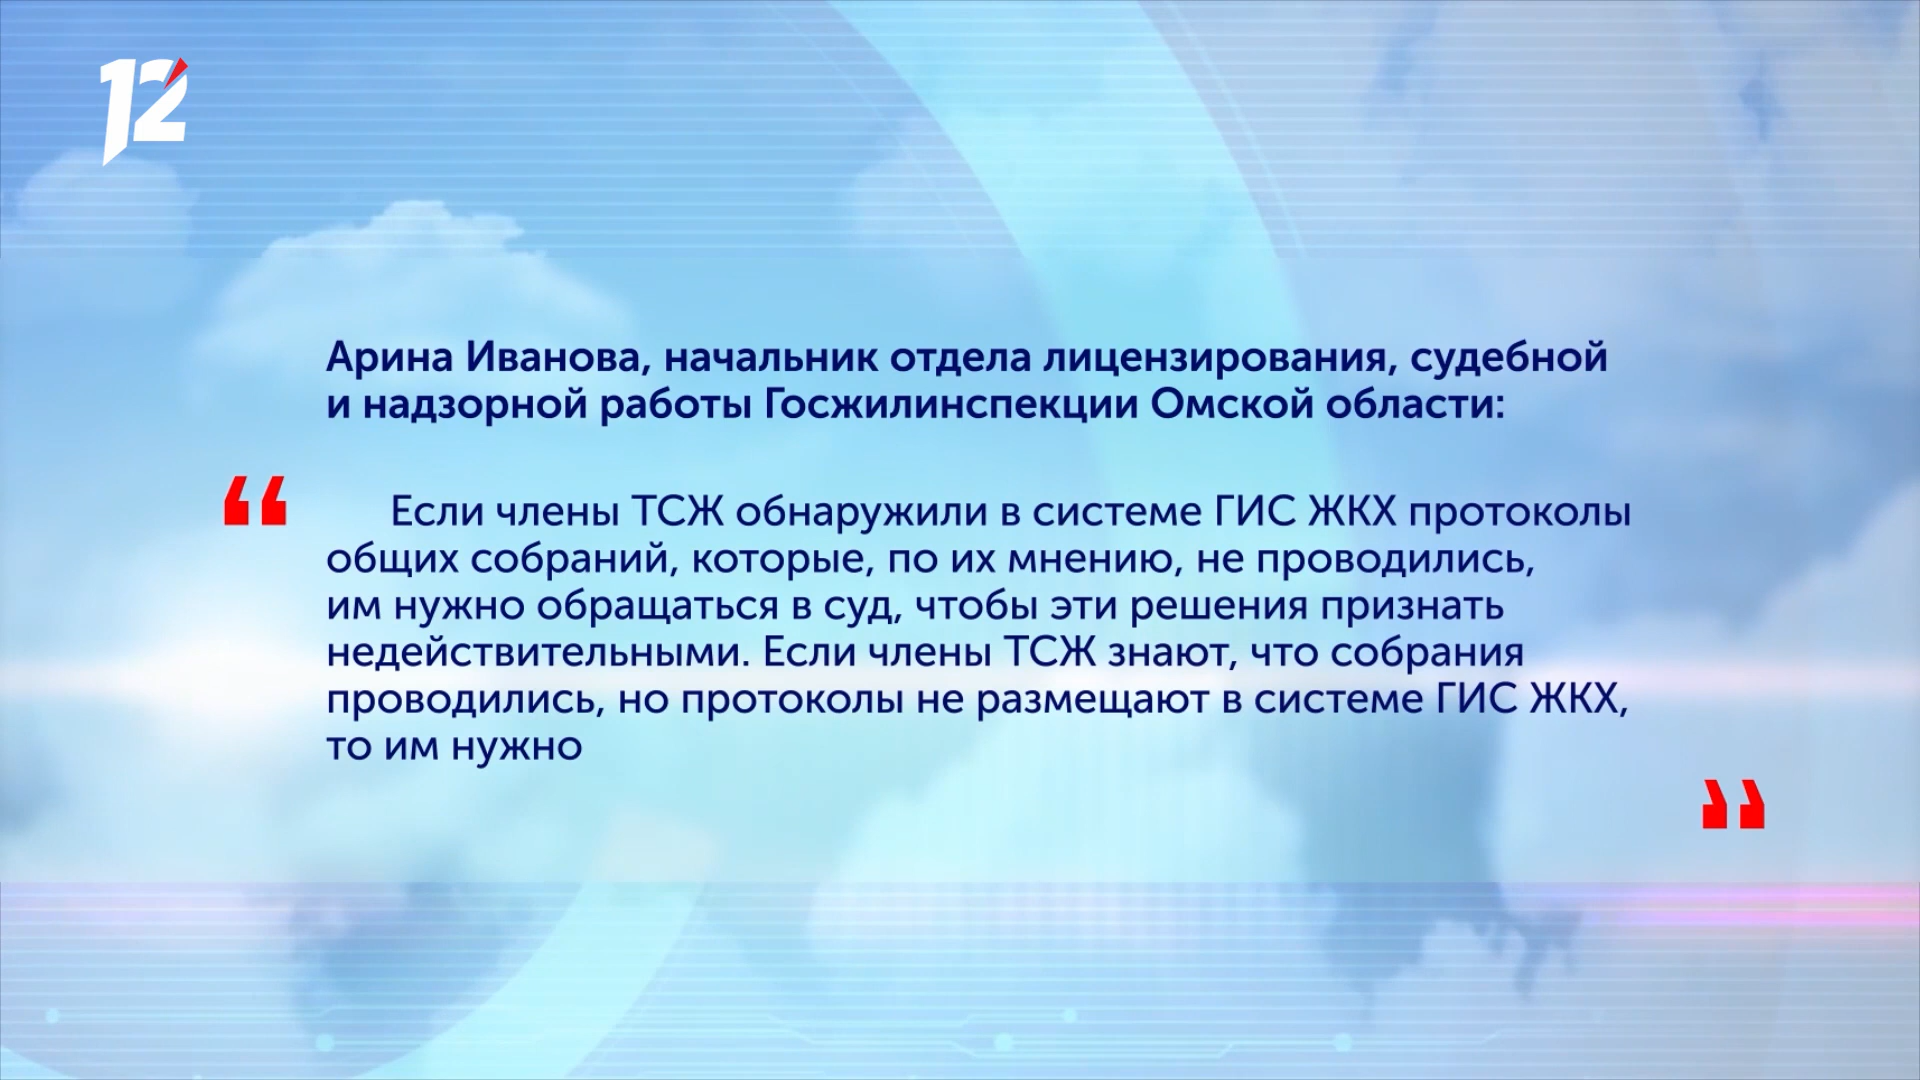 12
Арина Иванова, начальник отдела лицензирования, судебной
и надзорной работы Госжилинспекции Омской области:
“ Если члены ТСЖ обнаружили в системе ГИС ЖКХ протоколы
общих собраний, которые, по их мнению, не проводились,
им нужно обращаться в суд, чтобы эти решения признать
недействительными. Если члены ТСЖ знают, что собрания
проводились, но протоколы не размещают в системе ГИС ЖКХ,
то им нужно
”